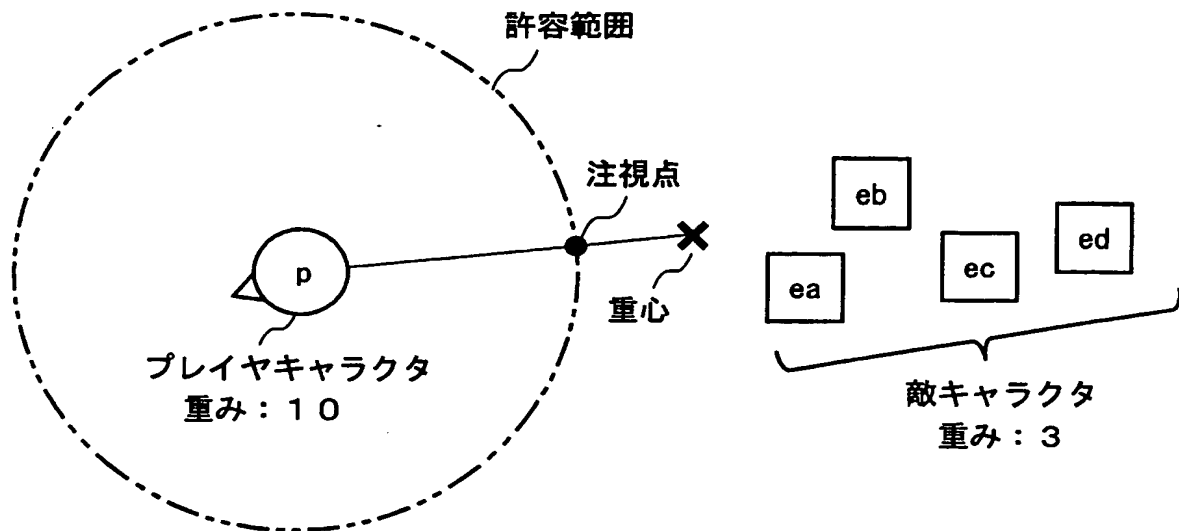 許容範囲
注視点
eb
ed
p
ec
ea
重心
プレイヤキャラクタ
重み：１０
敵キャラクタ
重み：３